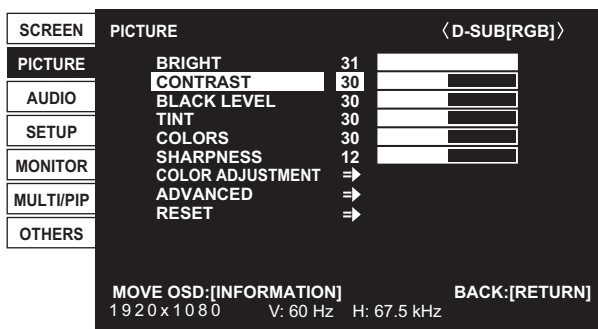 SCREEN
PICTURE
AUDIO
SETUP
MONITOR
MULTI/PIP
OTHERS
PICTURE 〈D-SUB[RGB]〉
BRIGHT 31
CONTRAST 30
BLACK LEVEL 30
TINT 30
COLORS 30
SHARPNESS 12
COLOR ADJUSTMENT
ADVANCED
RESET
MOVE OSD:[INFORMATION] BACK:[RETURN]
1920x1080 V: 60 Hz H: 67.5 kHz